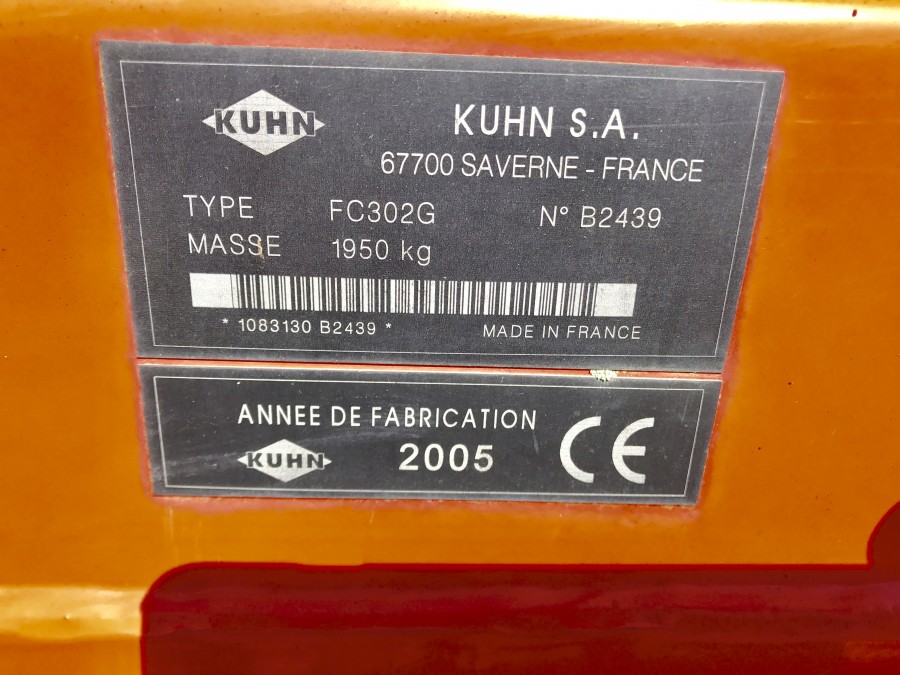 KUHN
KUHN S.A.
67700 SAVERNE - FRANCE
TYPE FC302G N° B2439
MASSE 1950 kg
* 1083130 B2439 * MADE IN FRANCE
ANNEE DE FABRICATION
KUHN 2005 CE